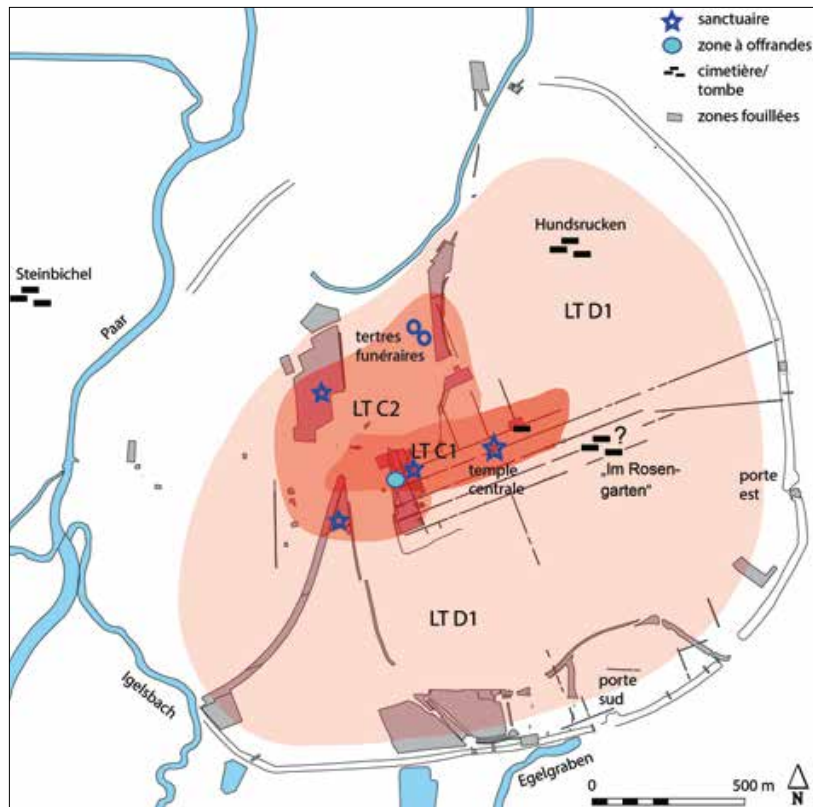 sanctuaire
zone à offrandes
cimetière/
tombe
zones fouillées
Hundsrucken
Steinbichel
Paar
LT D1
tertres
funéraires
LT C2
LT C1
temple
centrale
?
„Im Rosen-
garten“
porte
est
LT D1
porte
sud
Igelsbach
Egelgraben
0 500 m
N